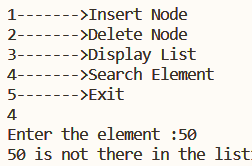 1------->Insert Node
2------->Delete Node
3------->Display List
4------->Search Element
5------->Exit
4
Enter the element :50
50 is not there in the list